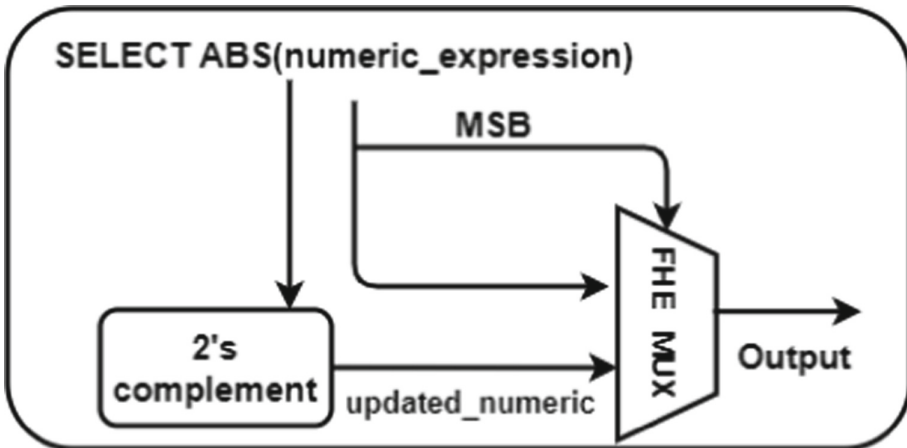 SELECT ABS(numeric_expression)
MSB
FHE MUX
2's
complement
updated_numeric
Output